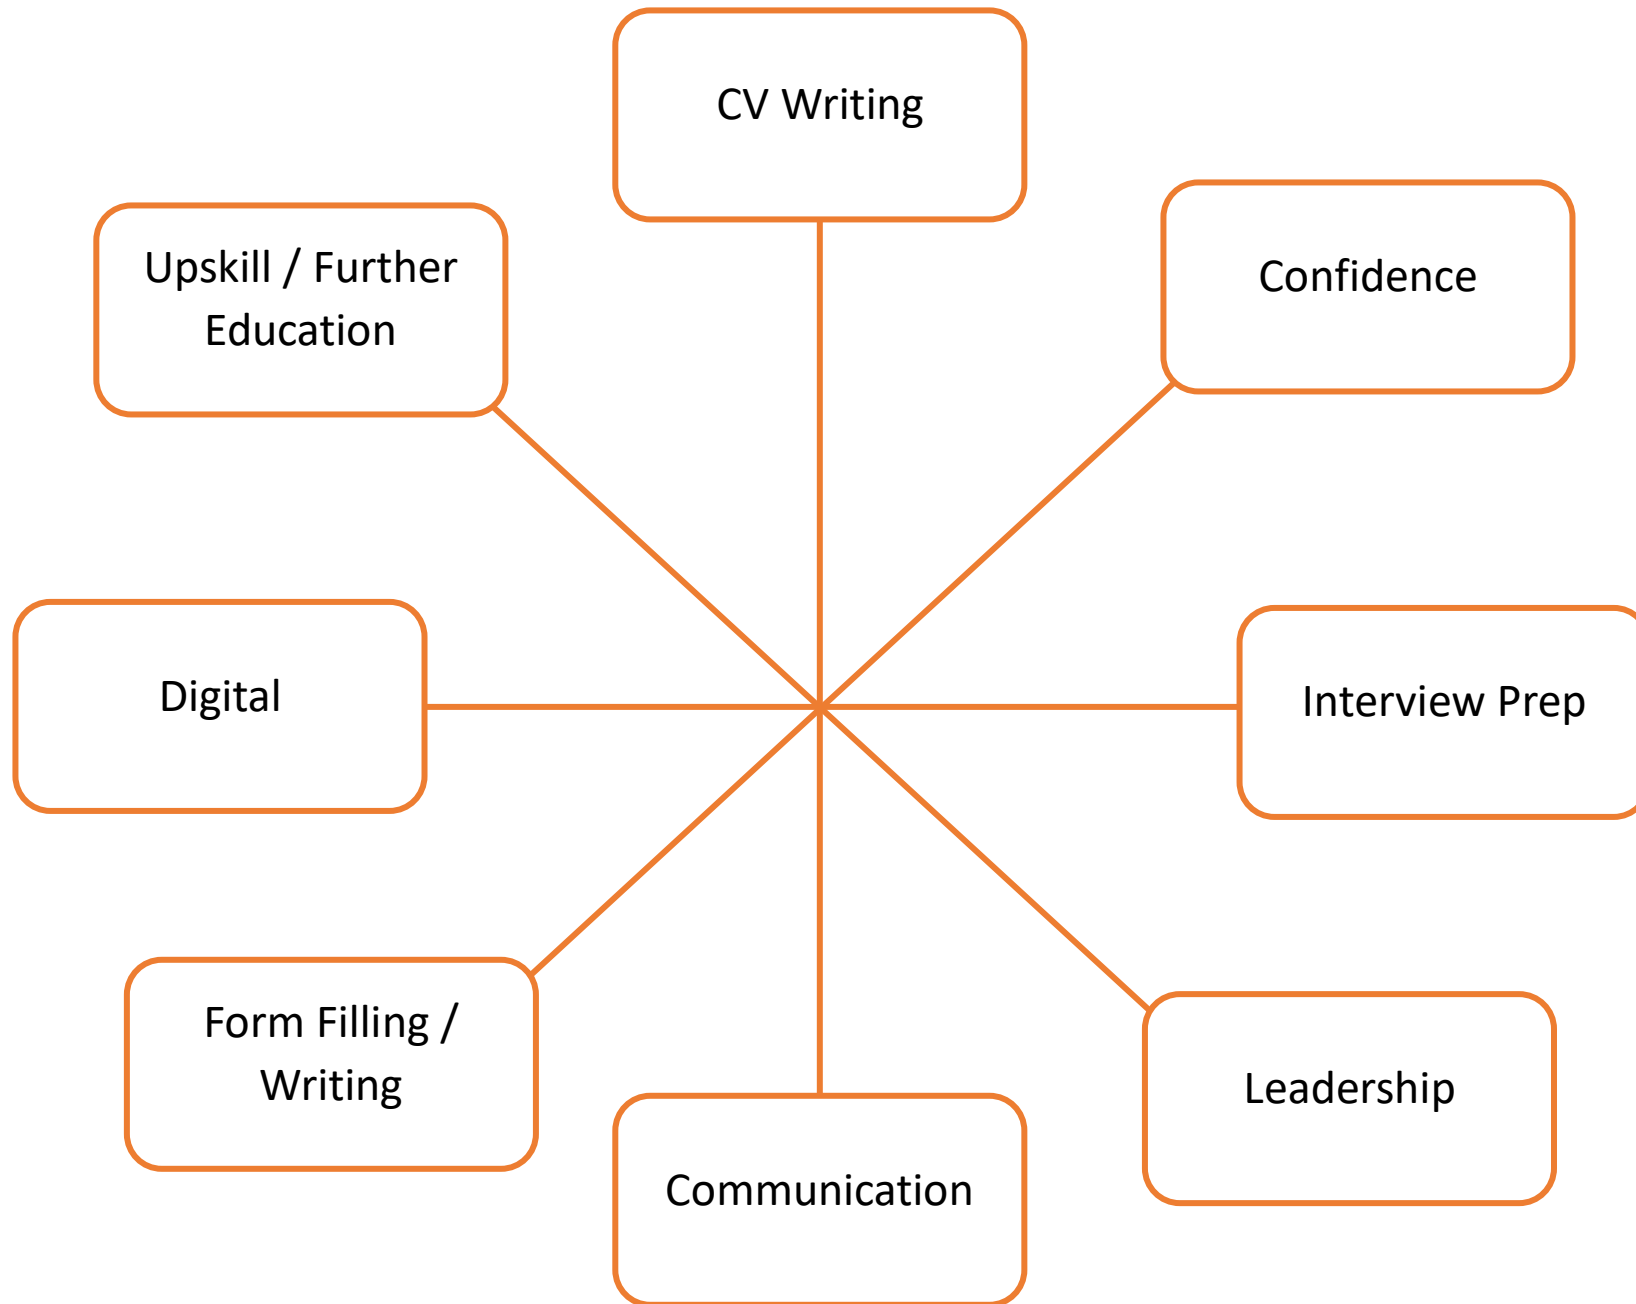 CV Writing
Upskill / Further
Education
Confidence
Digital
Interview Prep
Form Filling /
Writing
Leadership
Communication